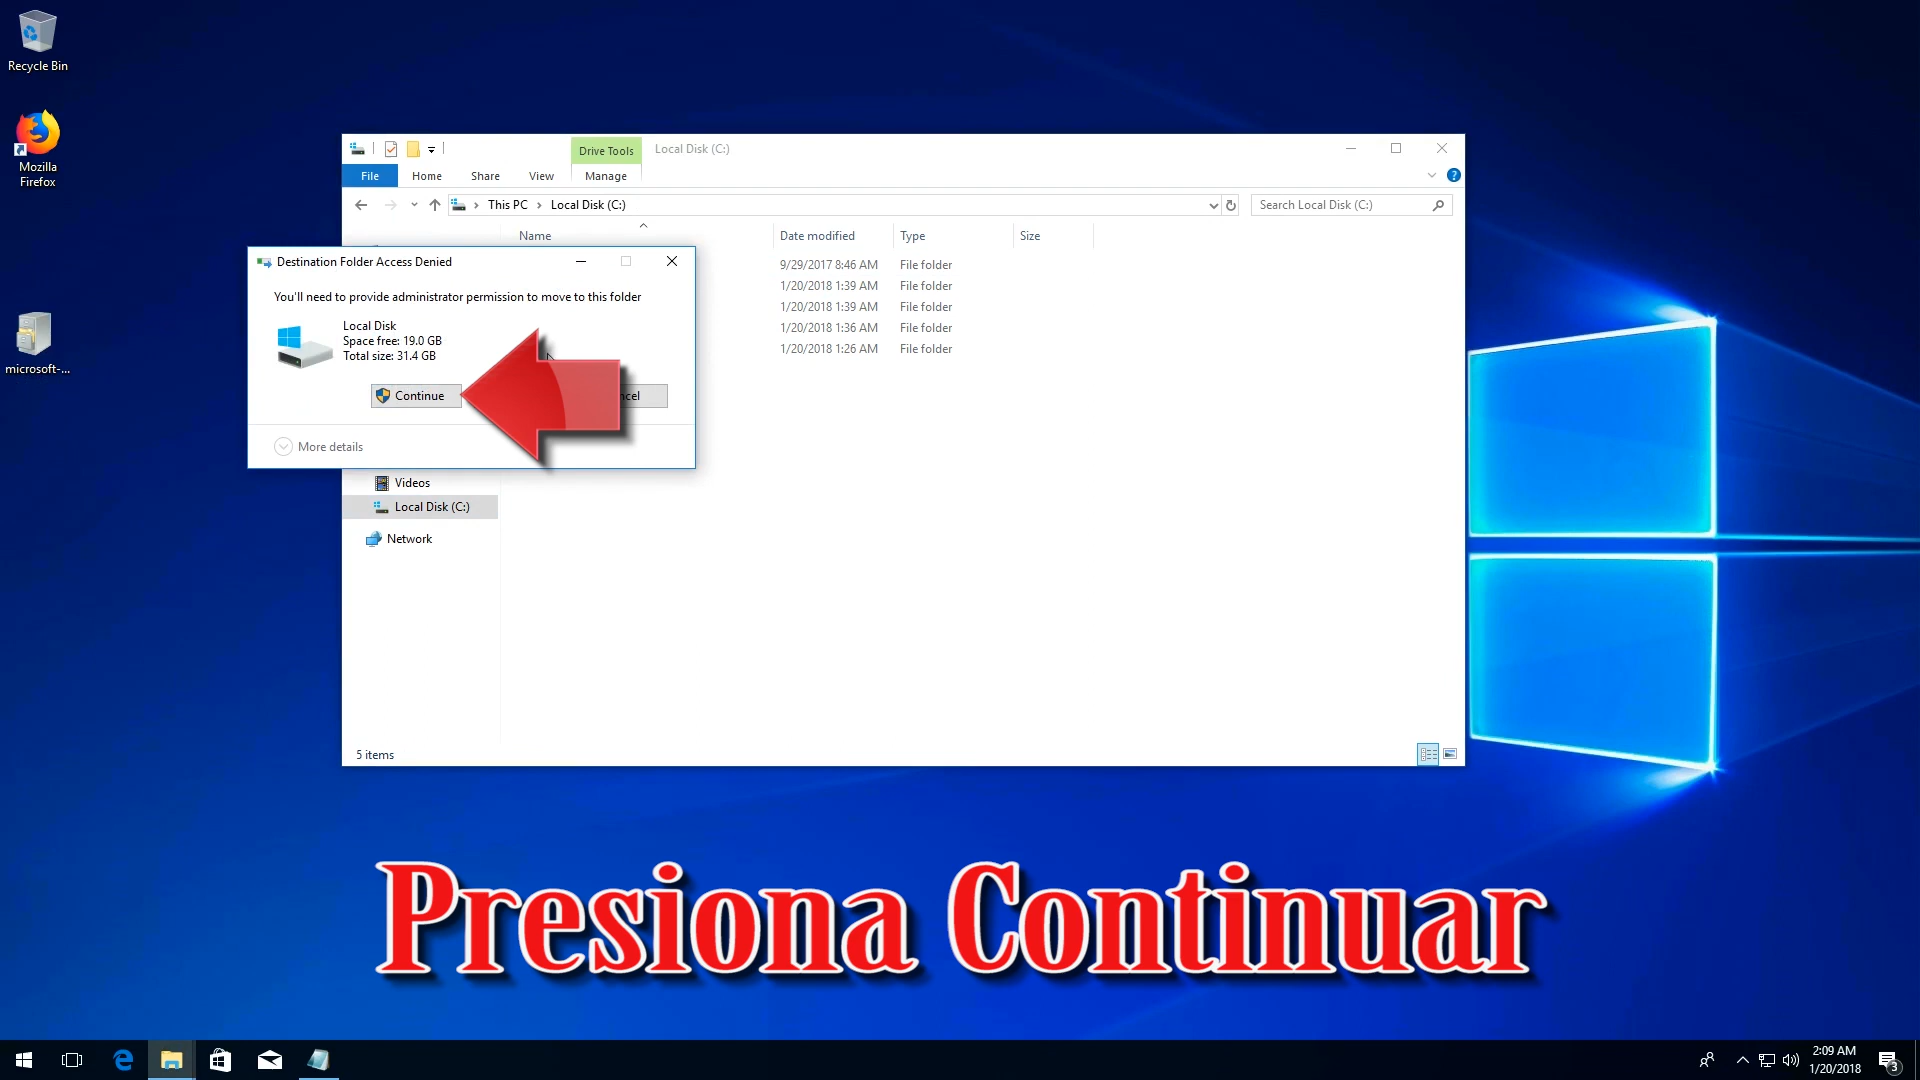 Recycle Bin
Mozilla
Firefox
microsoft-...
Drive Tools
Local Disk (C:)
File
Home
Share
View
Manage
This PC
Local Disk (C:)
Search Local Disk (C:)
Name
Date modified
Type
Size
9/29/2017 8:46 AM
File folder
1/20/2018 1:39 AM
File folder
1/20/2018 1:39 AM
File folder
1/20/2018 1:36 AM
File folder
1/20/2018 1:26 AM
File folder
Destination Folder Access Denied
You'll need to provide administrator permission to move to this folder
Local Disk
Space free: 19.0 GB
Total size: 31.4 GB
Continue
More details
Videos
Local Disk (C:)
Network
5 items
Presiona Continuar
2:09 AM
1/20/2018
3